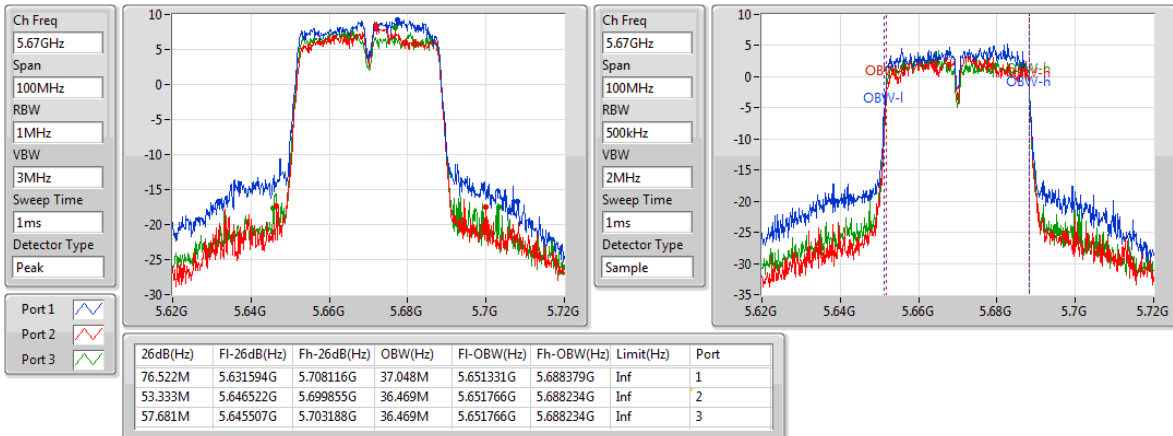 Ch Freq
5.67GHz
Span
100MHz
RBW
1MHz
VBW
3MHz
Sweep Time
1ms
Detector Type
Peak
10
5
0
-5
-10
-15
-20
-25
-30
5.62G 5.64G 5.66G 5.68G 5.7G 5.72G
Port 1
Port 2
Port 3
Ch Freq
5.67GHz
Span
100MHz
RBW
500kHz
VBW
2MHz
Sweep Time
1ms
Detector Type
Sample
10
5
0
-5
-10
-15
-20
-25
-30
-35
OBW-l
OBW-h
5.62G 5.64G 5.66G 5.68G 5.7G 5.72G
26dB(Hz) Fl-26dB(Hz) Fh-26dB(Hz) OBW(Hz) Fl-OBW(Hz) Fh-OBW(Hz) Limit(Hz) Port
76.522M 5.631594G 5.708116G 37.048M 5.651331G 5.688379G Inf 1
53.333M 5.646522G 5.699855G 36.469M 5.651766G 5.688234G Inf 2
57.681M 5.645507G 5.703188G 36.469M 5.651766G 5.688234G Inf 3